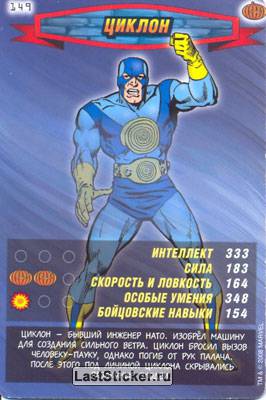 149
ЦИКЛОН
ИНТЕЛЛЕКТ 333
СИЛА 183
СКОРОСТЬ И ЛОВКОСТЬ 164
ОСОБЫЕ УМЕНИЯ 348
БОЙЦОВСКИЕ НАВЫКИ 154
ЦИКЛОН – БЫВШИЙ ИНЖЕНЕР НАТО. ИЗОБРЁЛ МАШИНУ
ДЛЯ СОЗДАНИЯ СИЛЬНОГО ВЕТРА. ЦИКЛОН БРОСИЛ ВЫЗОВ
ЧЕЛОВЕКУ-ПАУКУ, ОДНАКО ПОГИБ ОТ РУК ПАЛАЧА.
ПОСЛЕ ЭТОГО ПОД ЛИЧИНОЙ ЦИКЛОНА СКРЫВАЛИСЬ
www.LastSticker.ru
TM & © 2008 MARVEL